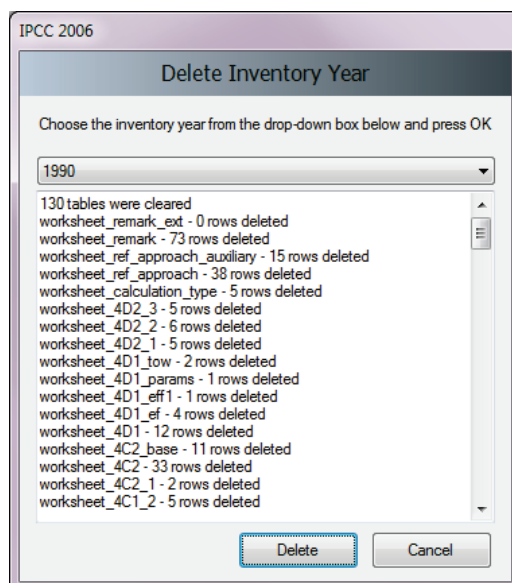 IPCC 2006
Delete Inventory Year
Choose the inventory year from the drop-down box below and press OK
1990
130 tables were cleared
worksheet_remark_ext - 0 rows deleted
worksheet_remark - 73 rows deleted
worksheet_ref_approach_auxiliary - 15 rows deleted
worksheet_ref_approach - 38 rows deleted
worksheet_calculation_type - 5 rows deleted
worksheet_4D2_3 - 5 rows deleted
worksheet_4D2_2 - 6 rows deleted
worksheet_4D2_1 - 5 rows deleted
worksheet_4D1_tow - 2 rows deleted
worksheet_4D1_params - 1 rows deleted
worksheet_4D1_eff1 - 1 rows deleted
worksheet_4D1_ef - 4 rows deleted
worksheet_4D1 - 12 rows deleted
worksheet_4C2_base - 11 rows deleted
worksheet_4C2 - 33 rows deleted
worksheet_4C2_1 - 2 rows deleted
worksheet_4C1_2 - 5 rows deleted
Delete Cancel